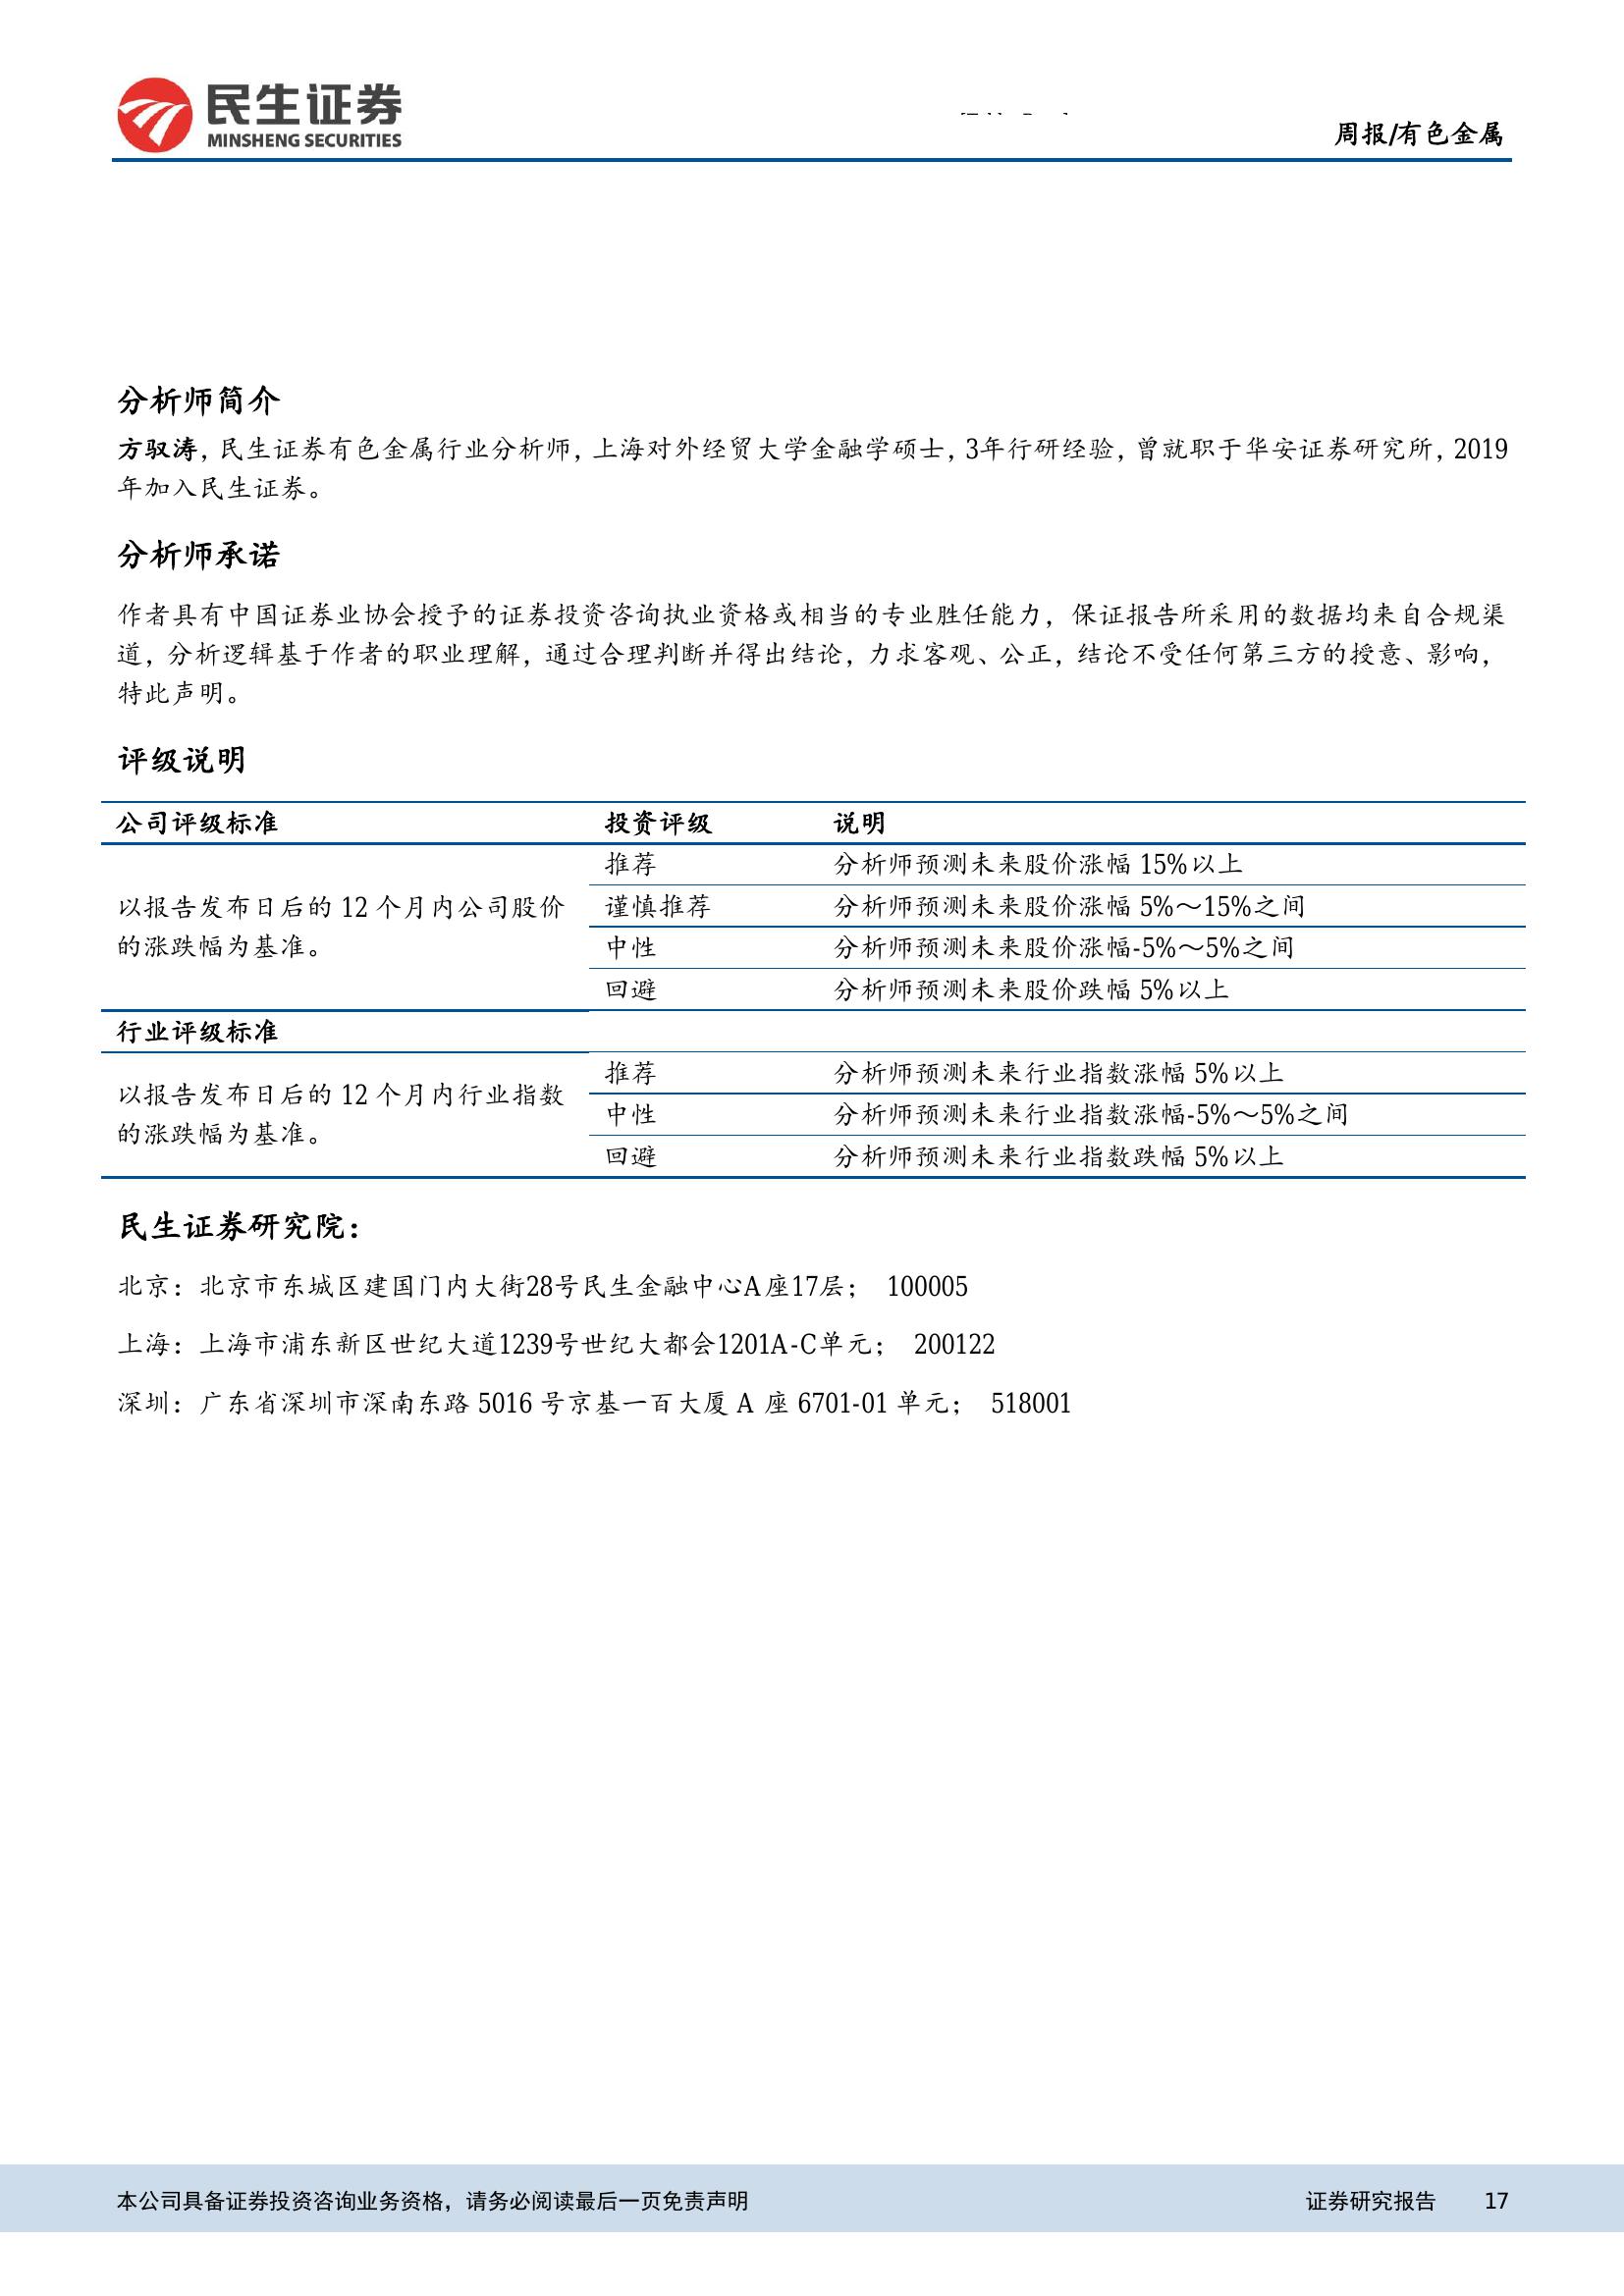 民生证券
MINSHENG SECURITIES
周报/有色金属
分析师简介
方驭涛，民生证券有色金属行业分析师，上海对外经贸大学金融学硕士，3年行研经验，曾就职于华安证券研究所，2019
年加入民生证券。
分析师承诺
作者具有中国证券业协会授予的证券投资咨询执业资格或相当的专业胜任能力，保证报告所采用的数据均来自合规渠
道，分析逻辑基于作者的职业理解，通过合理判断并得出结论，力求客观、公正，结论不受任何第三方的授意、影响，
特此声明。
评级说明
公司评级标准 投资评级 说明
以报告发布日后的 12 个月内公司股价
的涨跌幅为基准。
推荐 分析师预测未来股价涨幅 15%以上
谨慎推荐 分析师预测未来股价涨幅 5%～15%之间
中性 分析师预测未来股价涨幅-5%～5%之间
回避 分析师预测未来股价跌幅 5%以上
行业评级标准
以报告发布日后的 12 个月内行业指数
的涨跌幅为基准。
推荐 分析师预测未来行业指数涨幅 5%以上
中性 分析师预测未来行业指数涨幅-5%～5%之间
回避 分析师预测未来行业指数跌幅 5%以上
民生证券研究院：
北京：北京市东城区建国门内大街28号民生金融中心A座17层； 100005
上海：上海市浦东新区世纪大道1239号世纪大都会1201A-C单元； 200122
深圳：广东省深圳市深南东路 5016 号京基一百大厦 A 座 6701-01 单元； 518001
本公司具备证券投资咨询业务资格，请务必阅读最后一页免责声明 证券研究报告 17